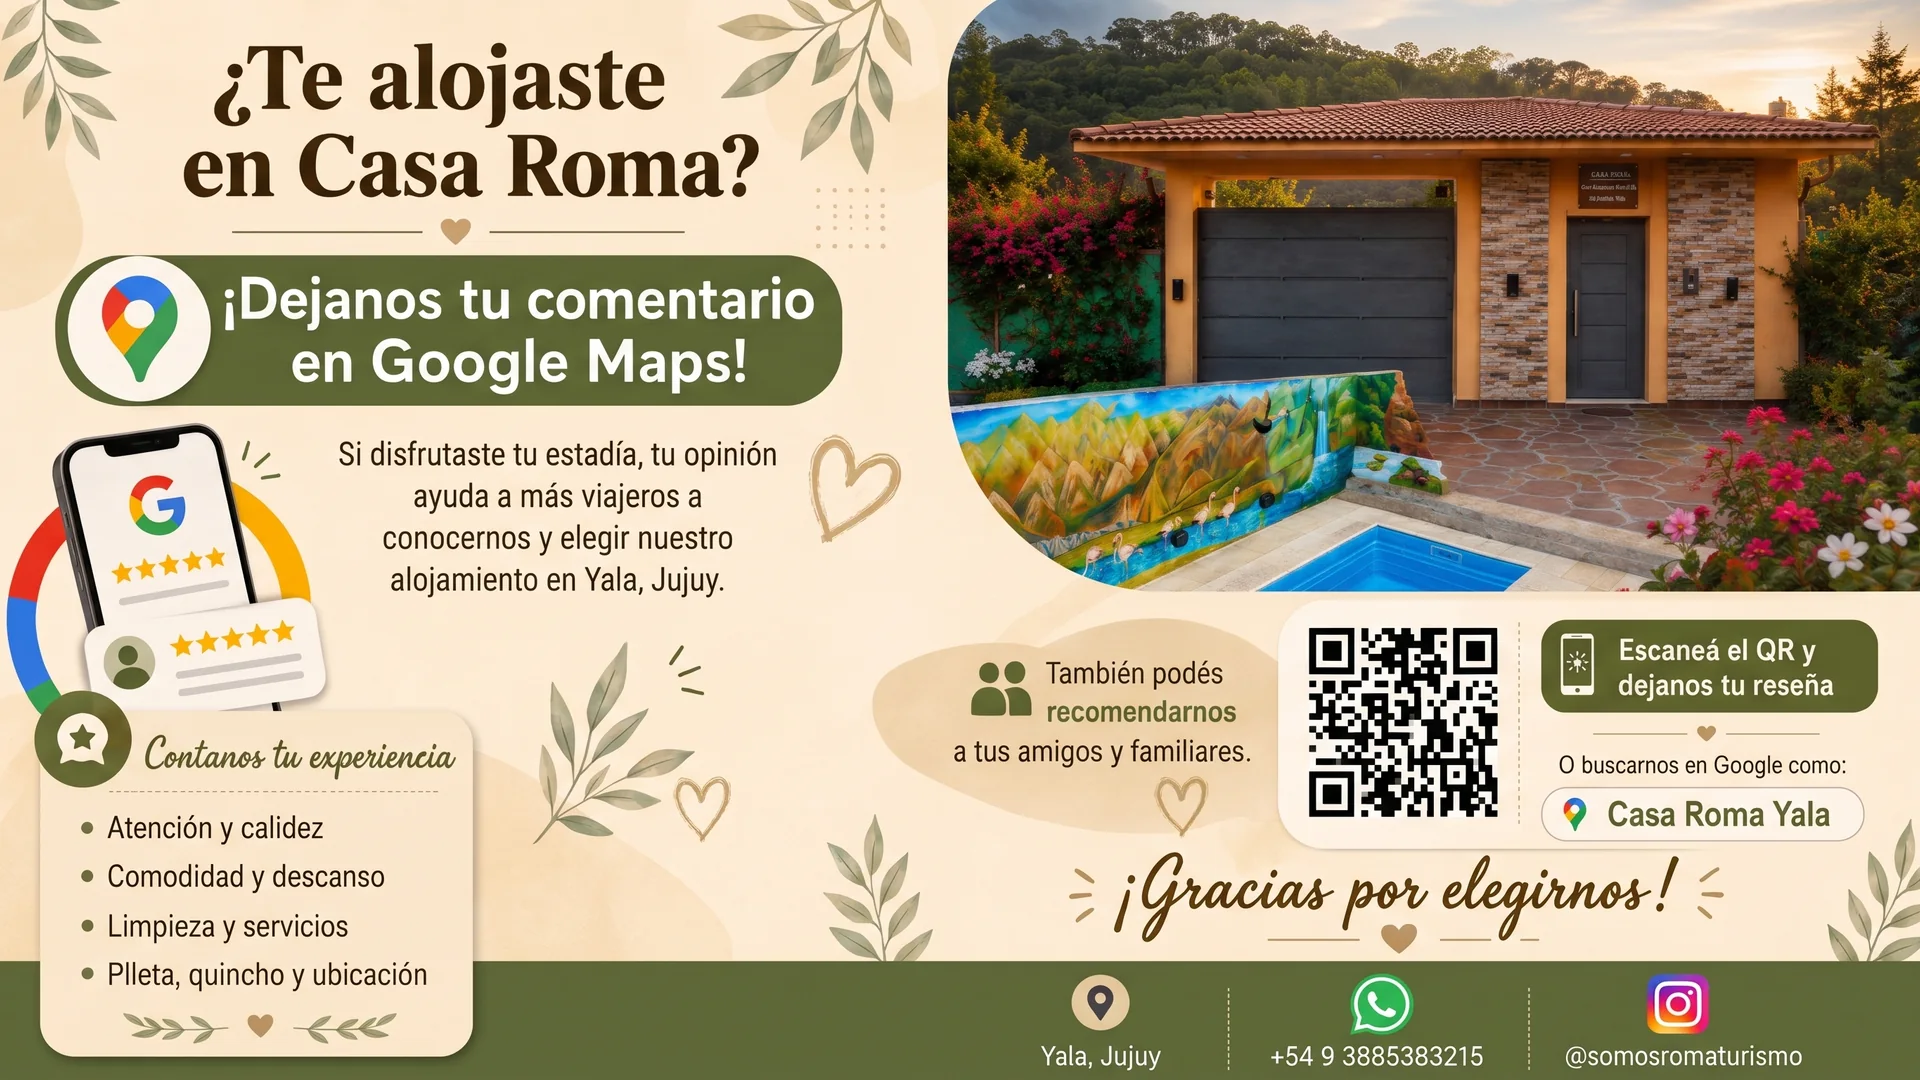 ¿Te alojaste
en Casa Roma?
¡Dejanos tu comentario
en Google Maps!
Si disfrutaste tu estadía, tu opinión
ayuda a más viajeros a
conocernos y elegir nuestro
alojamiento en Yala, Jujuy.
G
Contanos tu experiencia
Atención y calidez
Comodidad y descanso
Limpieza y servicios
Plleta, quincho y ubicación
También podés
recomendarnos
a tus amigos y familiares.
Escaneá el QR y
dejanos tu reseña
O buscarnos en Google como:
Casa Roma Yala
¡Gracias por elegirnos!
Yala, Jujuy
+54 9 3885383215
@somosromaturismo